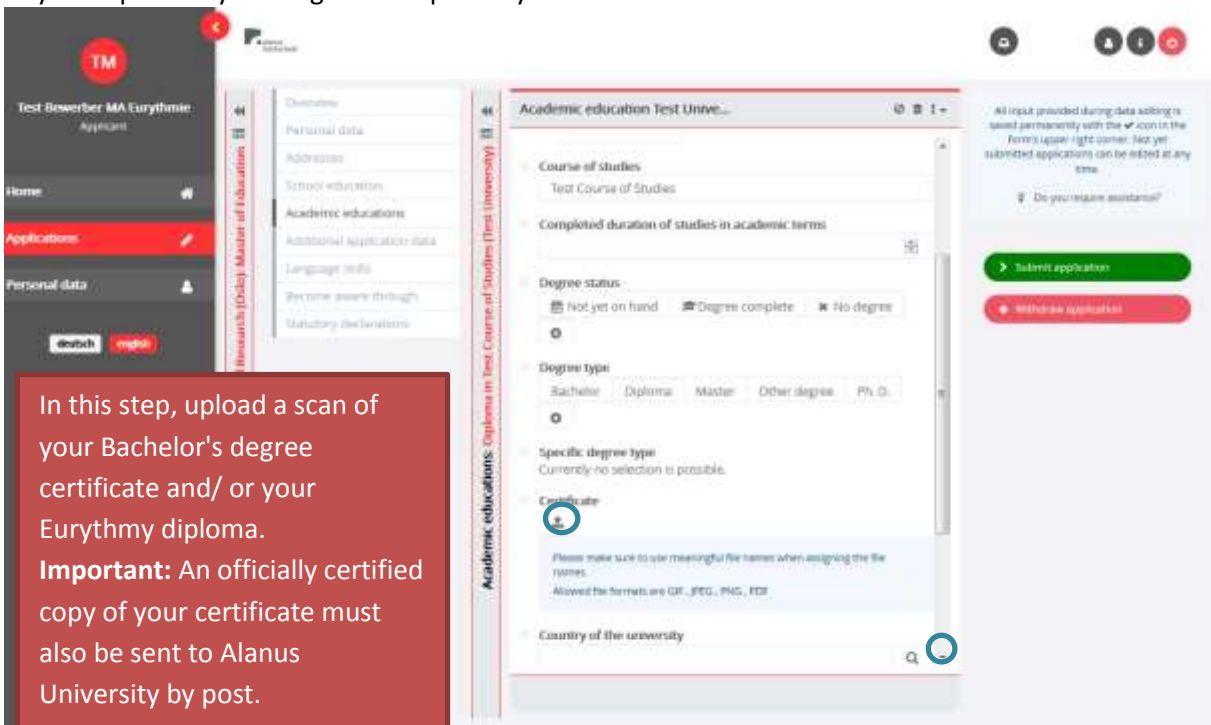 TM
Test Bewerber MA Eurythmie
Applicant
Home
Applications
Personal data
deutsch english
Research (Oslo): Master of Education
Overview
Personal data
Addresses
School education
Academic educations
Additional application data
Language skills
Become aware through
Statutory declarations
Academic educations: Diploma in Test Course of Studies (Test University)
Academic education Test Unive...
Course of studies
Test Course of Studies
Completed duration of studies in academic terms
Degree status
Not yet on hand Degree complete No degree
Degree type
Bachelor Diploma Master Other degree Ph. D.
Specific degree type
Currently no selection is possible.
Certificate
Please make sure to use meaningful file names when assigning the file
names.
Allowed file formats are GIF , JPEG , PNG , PDF
Country of the university
All input provided during data editing is
saved permanently with the ✔ icon in the
form's upper right corner. Not yet
submitted applications can be edited at any
time.
Do you require assistance?
Submit application
Withdraw application
In this step, upload a scan of
your Bachelor's degree
certificate and/ or your
Eurythmy diploma.
Important: An officially certified
copy of your certificate must
also be sent to Alanus
University by post.